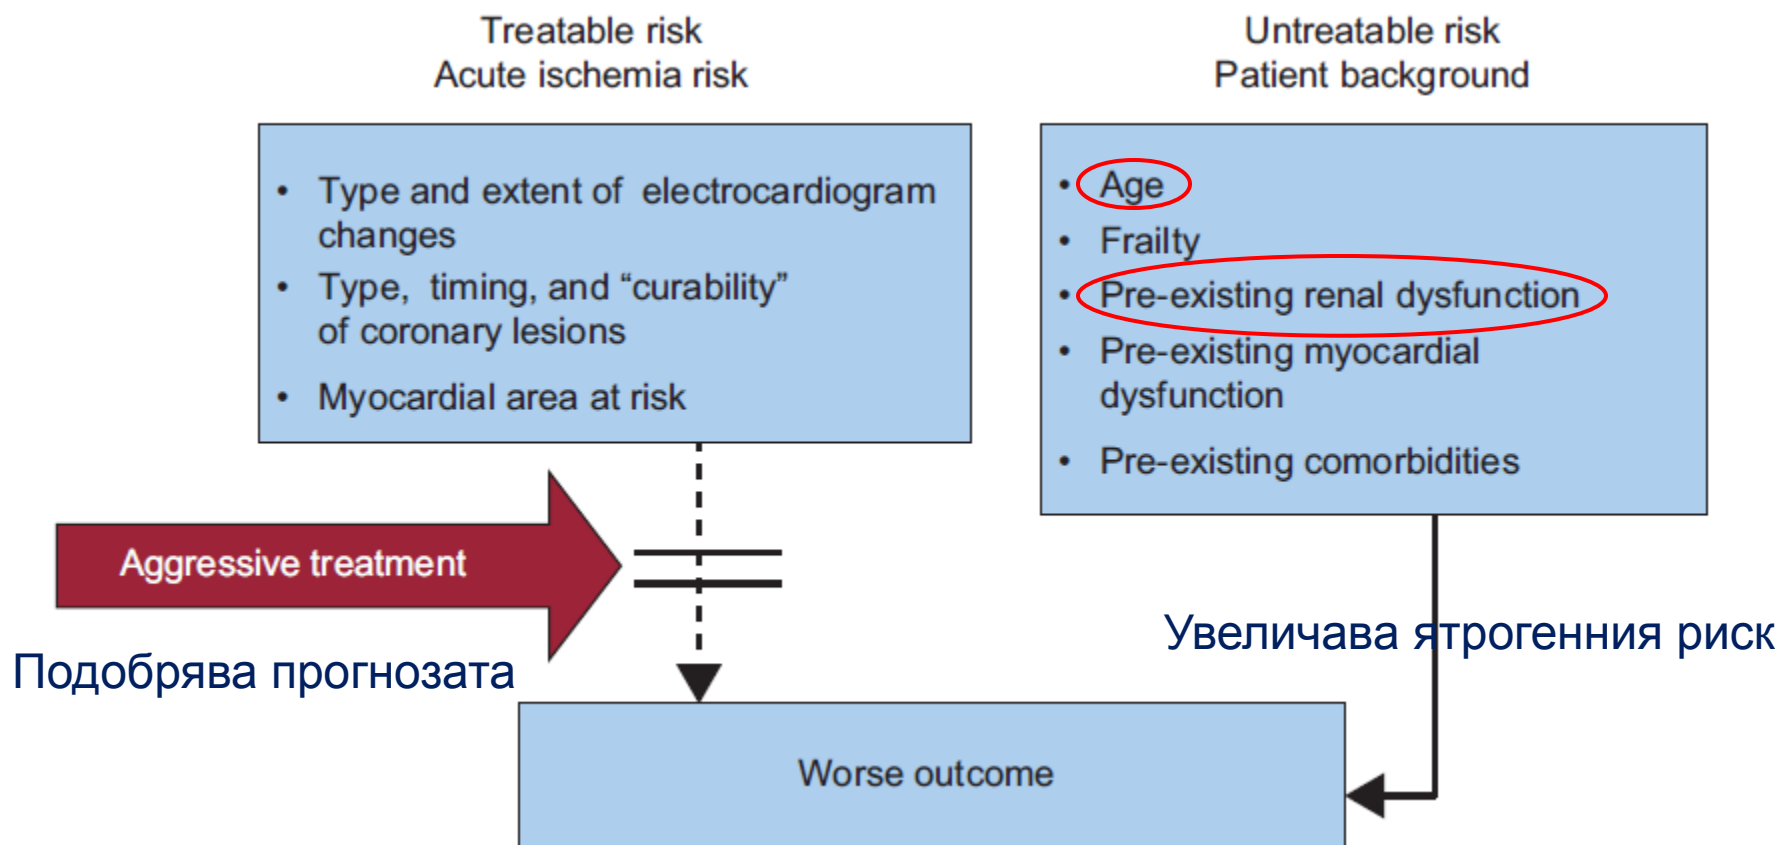 Treatable risk
Acute ischemia risk
• Type and extent of electrocardiogram
changes
• Type, timing, and “curability”
of coronary lesions
• Myocardial area at risk
Untreatable risk
Patient background
• Age
• Frailty
• Pre-existing renal dysfunction
• Pre-existing myocardial
dysfunction
• Pre-existing comorbidities
Aggressive treatment
Подобрява прогнозата
Увеличава ятрогенния риск
Worse outcome